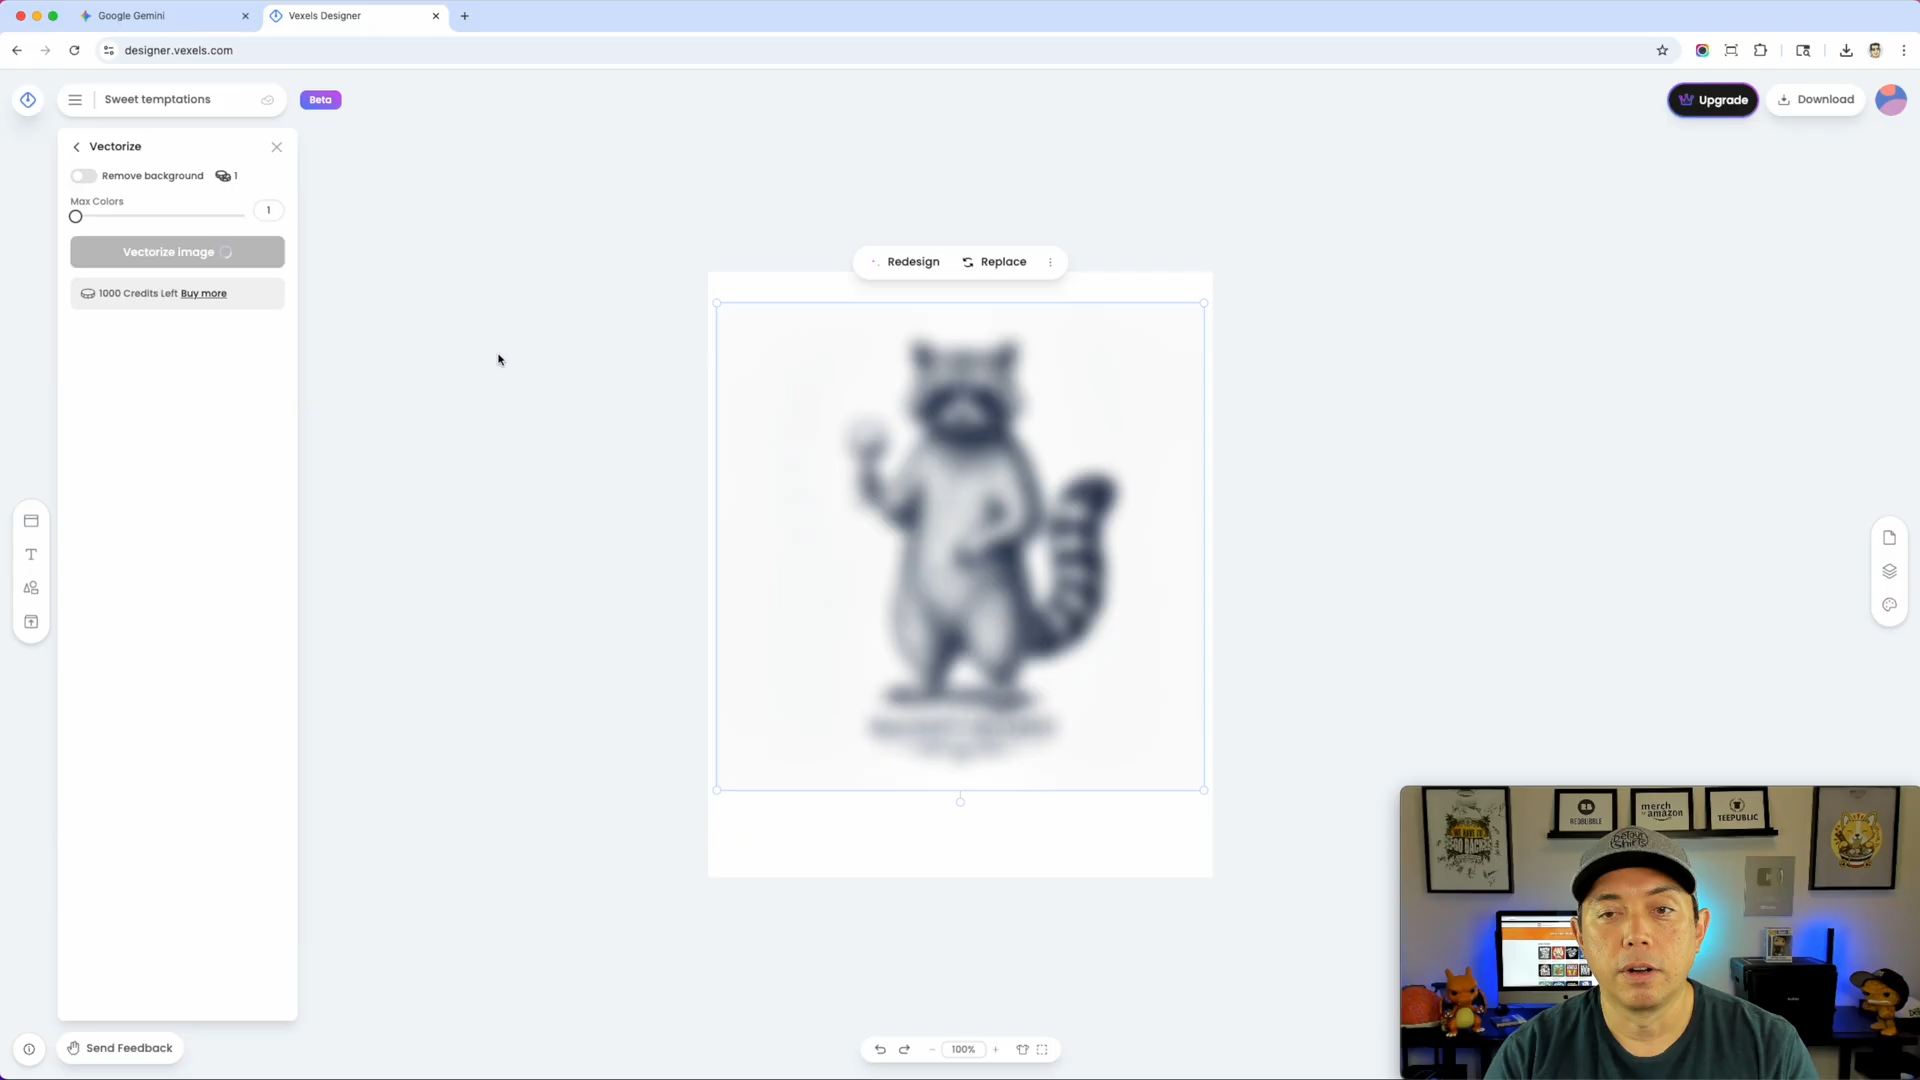 Google Gemini
Vexels Designer
designer.vexels.com
Sweet temptations
Beta
Upgrade
Download
Vectorize
Remove background
1
Max Colors
1
Vectorize image
1000 Credits Left Buy more
Redesign
Replace
T
Send Feedback
100%
REDBUBBLE
merch
by amazon
TEEPUBLIC